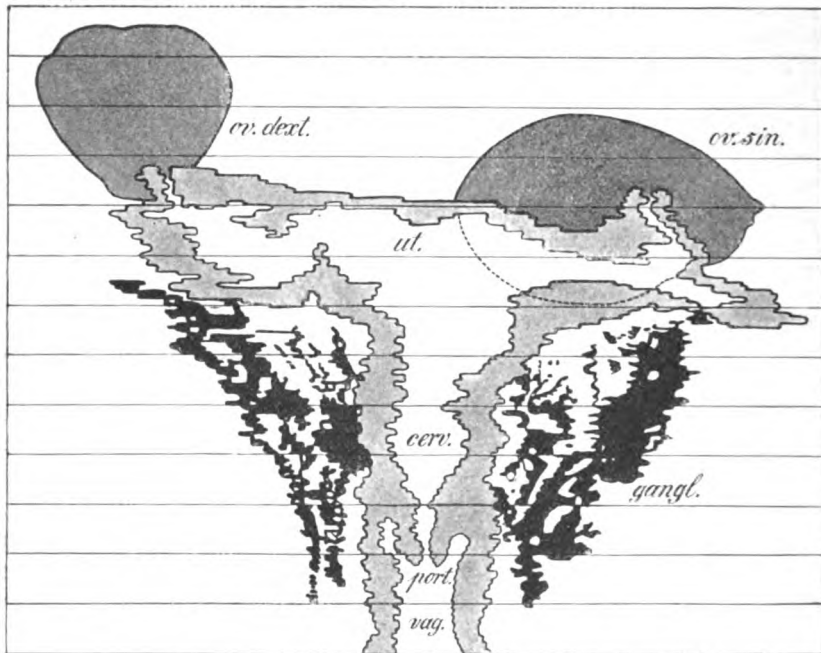 ov. dext.
ov. sin.
ut.
cerv.
gangl.
port.
vag.